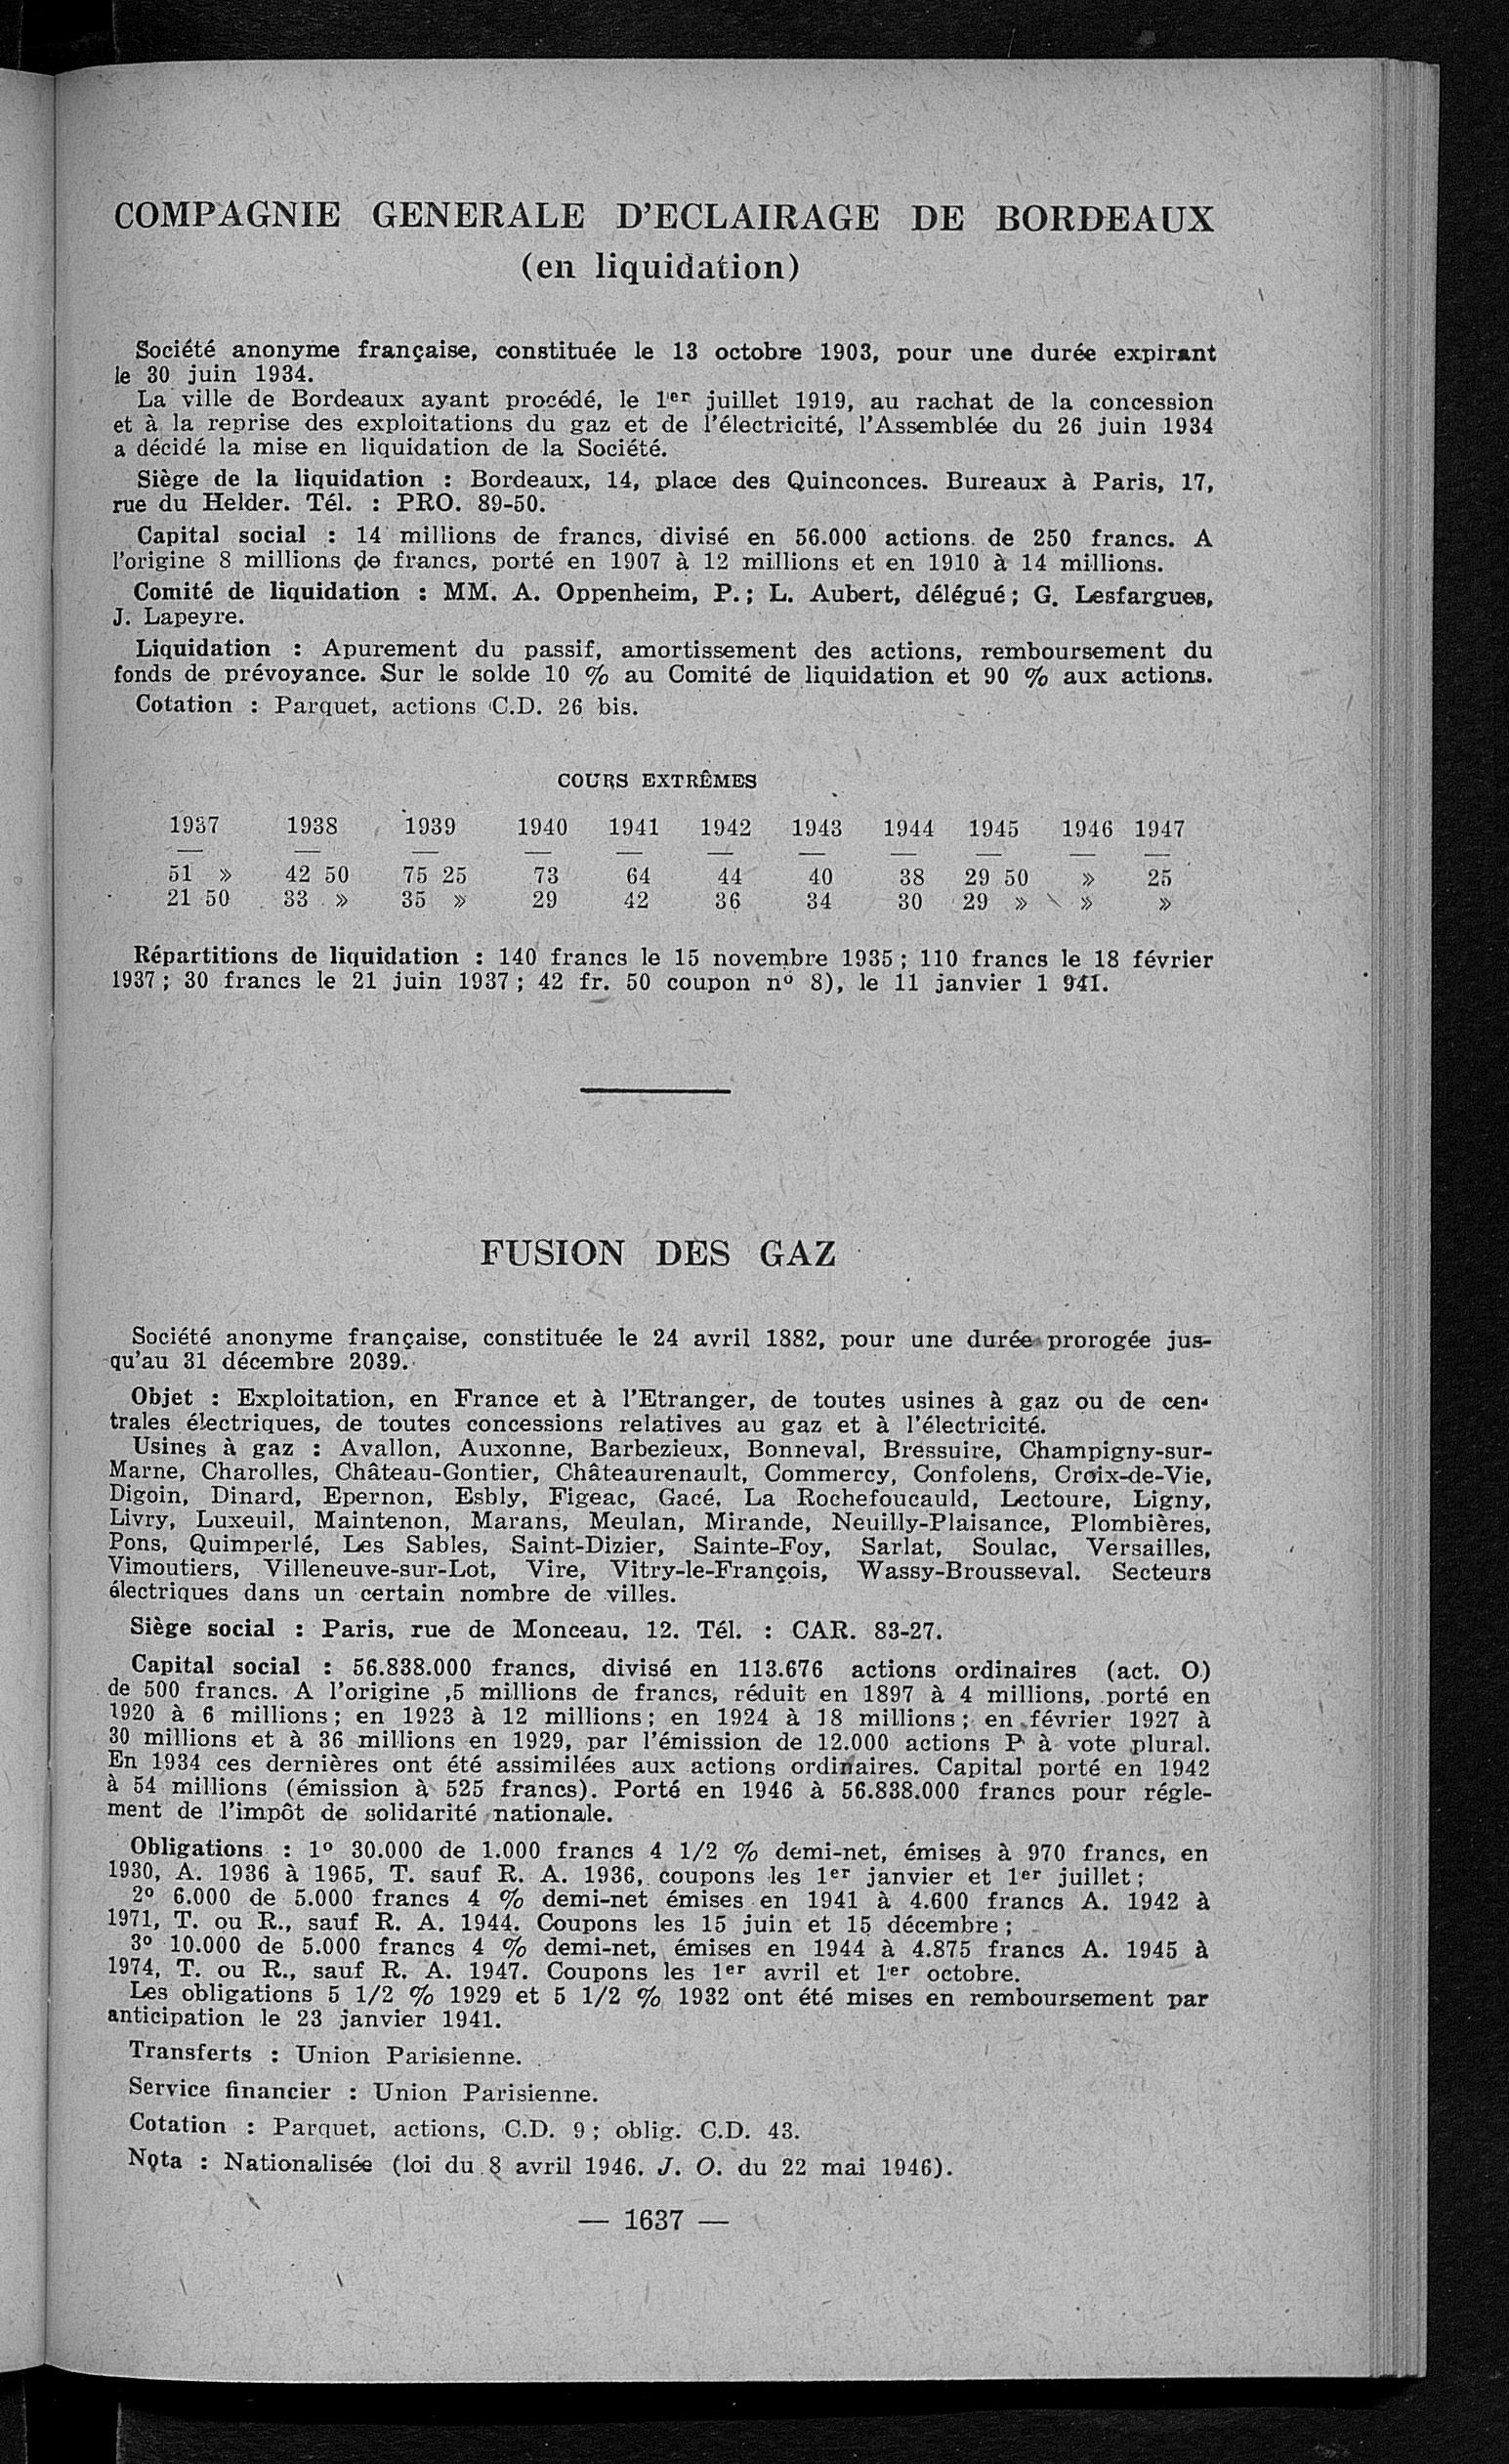 COMPAGNIE GENERALE D'ECLAIRAGE DE BORDEAUX
(en liquidation)
Société anonyme française, constituée le 13 octobre 1903, pour une durée expirant
le 30 juin 1934.
La ville de Bordeaux ayant procédé, le 1er juillet 1919, au rachat de la concession
et à la reprise des exploitations du gaz et de l'électricité, l'Assemblée du 26 juin 1934
a décidé la mise en liquidation de la Société.
Siège de la liquidation : Bordeaux, 14, place des Quinconces. Bureaux à Paris, 17,
rue du Helder. Tél. : PRO. 89-50.
Capital social : 14 millions de francs, divisé en 56.000 actions de 250 francs. A
l'origine 8 millions de francs, porté en 1907 à 12 millions et en 1910 à 14 millions.
Comité de liquidation : MM. A. Oppenheim, P.; L. Aubert, délégué; G. Lesfargues,
J. Lapeyre.
Liquidation : Apurement du passif, amortissement des actions, remboursement du
fonds de prévoyance. Sur le solde 10 % au Comité de liquidation et 90 % aux actions.
Cotation : Parquet, actions C.D. 26 bis.
COURS EXTRÊMES
1937 1938 1939 1940 1941 1942 1943 1944 1945 1946 1947
51 » 42 50 75 25 73 64 44 40 38 29 50 » 25
21 50 33 » 35 » 29 42 36 34 30 29 » » »
Répartitions de liquidation : 140 francs le 15 novembre 1935; 110 francs le 18 février
1937; 30 francs le 21 juin 1937; 42 fr. 50 coupon nº 8), le 11 janvier 1 941.
FUSION DES GAZ
Société anonyme française, constituée le 24 avril 1882, pour une durée prorogée jus-
qu'au 31 décembre 2039.
Objet : Exploitation, en France et à l'Etranger, de toutes usines à gaz ou de cen-
trales électriques, de toutes concessions relatives au gaz et à l'électricité.
Usines à gaz : Avallon, Auxonne, Barbezieux, Bonneval, Bressuire, Champigny-sur-
Marne, Charolles, Château-Gontier, Châteaurenault, Commercy, Confolens, Croix-de-Vie,
Digoin, Dinard, Epernon, Esbly, Figeac, Gacé, La Rochefoucauld, Lectoure, Ligny,
Livry, Luxeuil, Maintenon, Marans, Meulan, Mirande, Neuilly-Plaisance, Plombières,
Pons, Quimperlé, Les Sables, Saint-Dizier, Sainte-Foy, Sarlat, Soulac, Versailles,
Vimoutiers, Villeneuve-sur-Lot, Vire, Vitry-le-François, Wassy-Brousseval. Secteurs
électriques dans un certain nombre de villes.
Siège social : Paris, rue de Monceau, 12. Tél. : CAR. 83-27.
Capital social : 56.838.000 francs, divisé en 113.676 actions ordinaires (act. O)
de 500 francs. A l'origine ,5 millions de francs, réduit en 1897 à 4 millions, porté en
1920 à 6 millions; en 1923 à 12 millions; en 1924 à 18 millions; en février 1927 à
30 millions et à 36 millions en 1929, par l'émission de 12.000 actions P à vote plural.
En 1934 ces dernières ont été assimilées aux actions ordinaires. Capital porté en 1942
à 54 millions (émission à 525 francs). Porté en 1946 à 56.838.000 francs pour régle-
ment de l'impôt de solidarité nationale.
Obligations : 1º 30.000 de 1.000 francs 4 1/2 % demi-net, émises à 970 francs, en
1930, A. 1936 à 1965, T. sauf R. A. 1936, coupons les 1er janvier et 1er juillet;
2º 6.000 de 5.000 francs 4 % demi-net émises en 1941 à 4.600 francs A. 1942 à
1971, T. ou R., sauf R. A. 1944. Coupons les 15 juin et 15 décembre;
3º 10.000 de 5.000 francs 4 % demi-net, émises en 1944 à 4.875 francs A. 1945 à
1974, T. ou R., sauf R. A. 1947. Coupons les 1er avril et 1er octobre.
Les obligations 5 1/2 % 1929 et 5 1/2 % 1932 ont été mises en remboursement par
anticipation le 23 janvier 1941.
Transferts : Union Parisienne.
Service financier : Union Parisienne.
Cotation : Parquet, actions, C.D. 9; oblig. C.D. 43.
Nota : Nationalisée (loi du 8 avril 1946. J. O. du 22 mai 1946).
— 1637 —